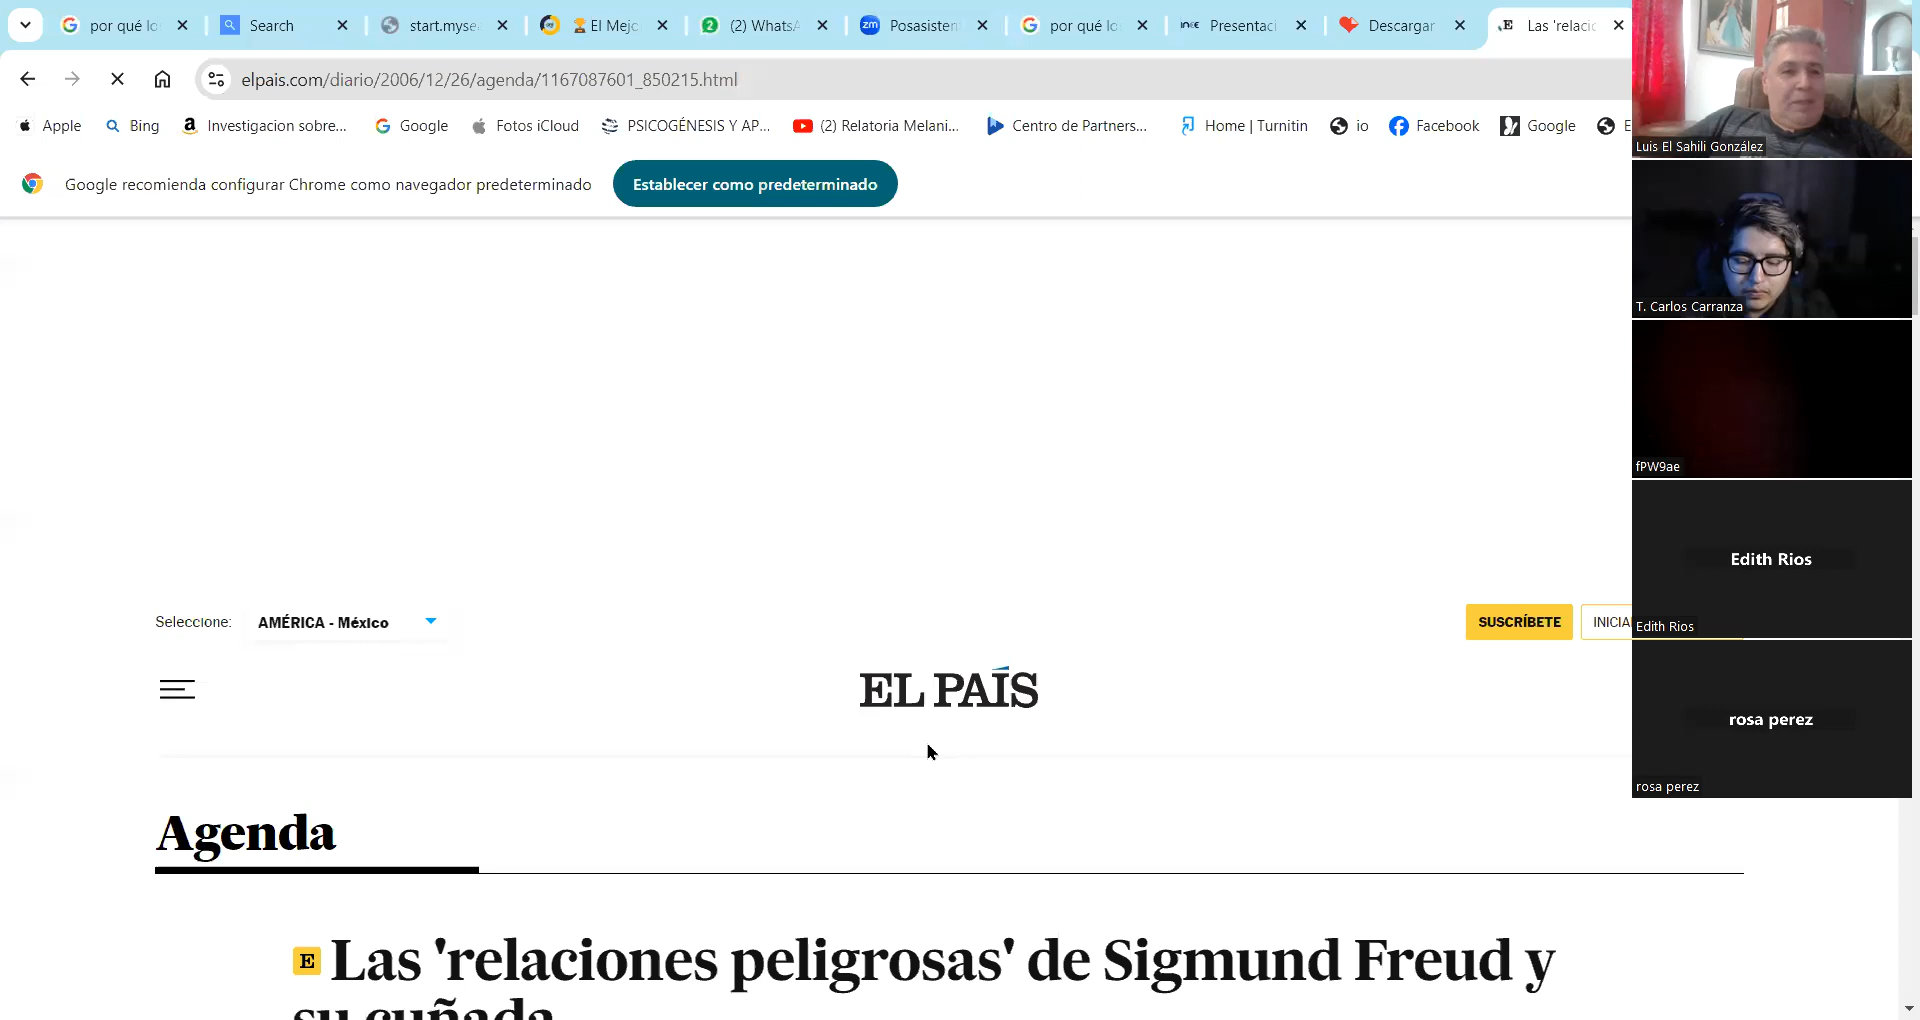 por qué lo
Search
start.myse
El Mejo
(2) WhatsA
Posasisten
por qué lo
Presentaci
Descargar
Las 'relacio
elpais.com/diario/2006/12/26/agenda/1167087601_850215.html
Apple
Bing
Investigacion sobre...
Google
Fotos iCloud
PSICOGÉNESIS Y AP...
(2) Relatoria Melani...
Centro de Partners...
Home | Turnitin
io
Facebook
Google
E
Google recomienda configurar Chrome como navegador predeterminado
Establecer como predeterminado
Seleccione:
AMÉRICA - México
SUSCRÍBETE
INICIA
EL PAÍS
Agenda
Las 'relaciones peligrosas' de Sigmund Freud y
su cuñada
Luis El Sahili González
T. Carlos Carranza
fPW9ae
Edith Rios
Edith Rios
rosa perez
rosa perez